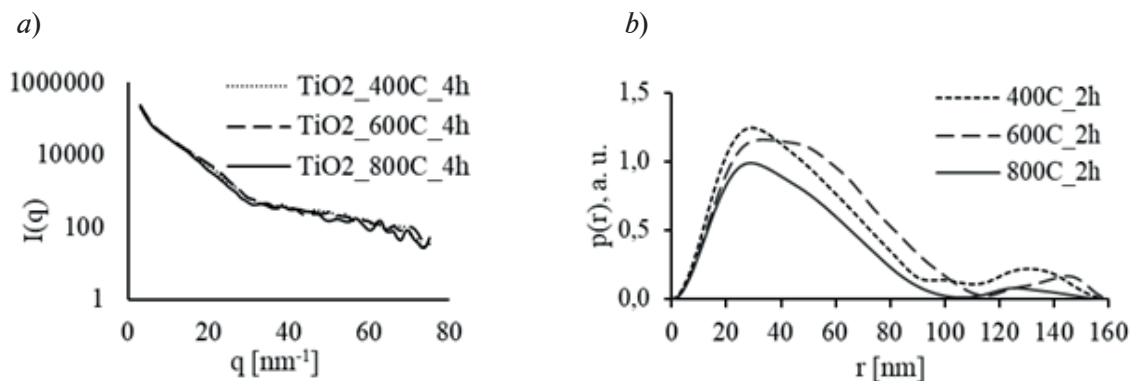 a)
1000000
10000
100
1
I(q)
TiO2_400C_4h
TiO2_600C_4h
TiO2_800C_4h
0 20 40 60 80
q [nm⁻¹]
b)
1,5
1,0
0,5
0,0
p(r), a. u.
400C_2h
600C_2h
800C_2h
0 20 40 60 80 100 120 140 160
r [nm]